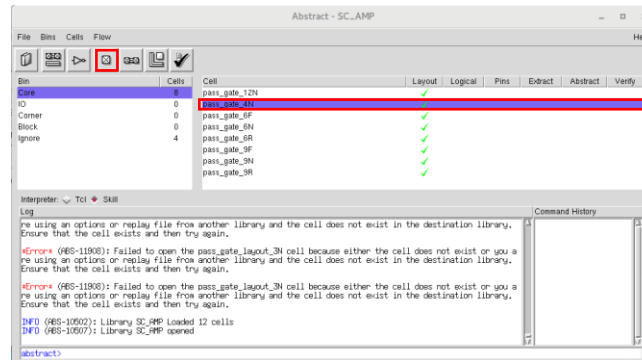 Abstract - SC_AMP
File Bins Cells Flow He
Bin Cells Cell Layout Logical Pins Extract Abstract Verify
Core 8 pass_gate_12N
IO 0 pass_gate_4N
Corner 0 pass_gate_6F
Block 0 pass_gate_6N
Ignore 4 pass_gate_6R
pass_gate_9F
pass_gate_9N
pass_gate_9R
Interpreter: Tcl Skill
Log Command History
re using an options or replay file from another library and the cell does not exist in the destination library.
Ensure that the cell exists and then try again.
*Error* (ABS-11908): Failed to open the pass_gate_layout_3N cell because either the cell does not exist or you a
re using an options or replay file from another library and the cell does not exist in the destination library.
Ensure that the cell exists and then try again.
*Error* (ABS-11908): Failed to open the pass_gate_layout_3N cell because either the cell does not exist or you a
re using an options or replay file from another library and the cell does not exist in the destination library.
Ensure that the cell exists and then try again.
INFO (ABS-10502): Library SC_AMP Loaded 12 cells
INFO (ABS-10507): Library SC_AMP opened
abstract>